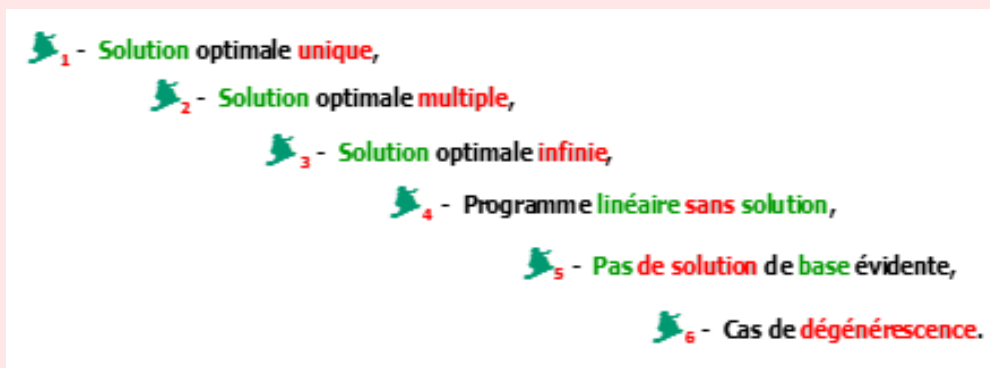 1 - Solution optimale unique,
2 - Solution optimale multiple,
3 - Solution optimale infinie,
4 - Programme linéaire sans solution,
5 - Pas de solution de base évidente,
6 - Cas de dégénérescence.